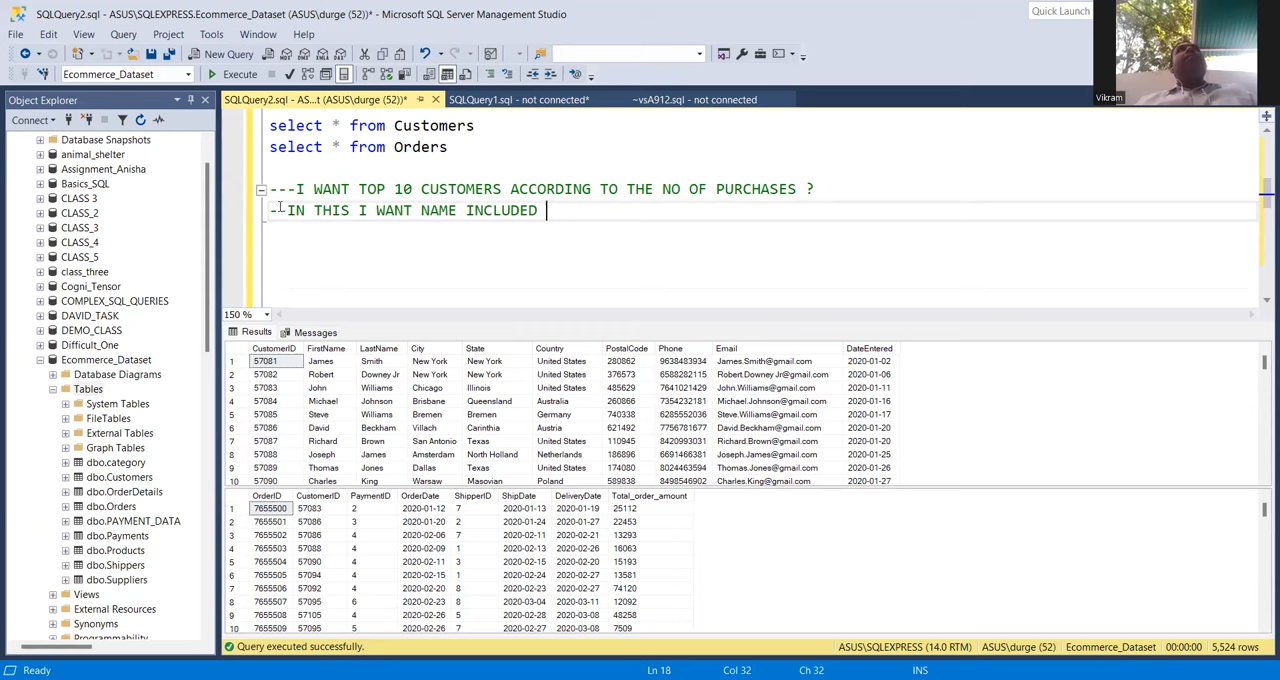 SQLQuery2.sql - ASUS\SQLEXPRESS.Ecommerce_Dataset (ASUS\durge (52))* - Microsoft SQL Server Management Studio
Quick Launch
File Edit View Query Project Tools Window Help
New Query
Ecommerce_Dataset Execute
Vikram
Object Explorer
SQLQuery2.sql - AS...t (ASUS\durge (52))* SQLQuery1.sql - not connected* ~vsA912.sql - not connected
Connect
Database Snapshots
animal_shelter
Assignment_Anisha
Basics_SQL
CLASS 3
CLASS_2
CLASS_3
CLASS_4
CLASS_5
class_three
Cogni_Tensor
COMPLEX_SQL_QUERIES
DAVID_TASK
DEMO_CLASS
Difficult_One
Ecommerce_Dataset
Database Diagrams
Tables
System Tables
FileTables
External Tables
Graph Tables
dbo.category
dbo.Customers
dbo.OrderDetails
dbo.Orders
dbo.PAYMENT_DATA
dbo.Payments
dbo.Products
dbo.Shippers
dbo.Suppliers
Views
External Resources
Synonyms
Programmability
select * from Customers
select * from Orders
---I WANT TOP 10 CUSTOMERS ACCORDING TO THE NO OF PURCHASES ?
--IN THIS I WANT NAME INCLUDED
150 %
Results Messages
CustomerID FirstName LastName City State Country PostalCode Phone Email DateEntered
1 57081 James Smith New York New York United States 280862 9638483934 James.Smith@gmail.com 2020-01-02
2 57082 Robert Downey Jr New York New York United States 376573 6588282115 Robert.Downey Jr@gmail.com 2020-01-06
3 57083 John Williams Chicago Illinois United States 485629 7641021429 John.Williams@gmail.com 2020-01-11
4 57084 Michael Johnson Brisbane Queensland Australia 260866 7354232181 Michael.Johnson@gmail.com 2020-01-16
5 57085 Steve Williams Bremen Bremen Germany 740338 6285552036 Steve.Williams@gmail.com 2020-01-17
6 57086 David Beckham Villach Carinthia Austria 621492 7756781677 David.Beckham@gmail.com 2020-01-20
7 57087 Richard Brown San Antonio Texas United States 110945 8420993031 Richard.Brown@gmail.com 2020-01-20
8 57088 Joseph James Amsterdam North Holland Netherlands 186896 6691466381 Joseph.James@gmail.com 2020-01-25
9 57089 Thomas Jones Dallas Texas United States 174080 8024463594 Thomas.Jones@gmail.com 2020-01-26
10 57090 Charles King Warsaw Masovian Poland 589838 8498546902 Charles.King@gmail.com 2020-01-27
OrderID CustomerID PaymentID OrderDate ShipperID ShipDate DeliveryDate Total_order_amount
1 7655500 57083 2 2020-01-12 7 2020-01-13 2020-01-19 25112
2 7655501 57086 3 2020-01-20 2 2020-01-24 2020-01-27 22453
3 7655502 57086 4 2020-02-06 7 2020-02-11 2020-02-21 13293
4 7655503 57088 4 2020-02-09 1 2020-02-13 2020-02-26 16063
5 7655504 57090 4 2020-02-11 3 2020-02-15 2020-02-20 15193
6 7655505 57094 4 2020-02-15 1 2020-02-24 2020-02-27 13581
7 7655506 57092 4 2020-02-20 8 2020-02-23 2020-02-27 74120
8 7655507 57095 6 2020-02-23 8 2020-03-04 2020-03-11 12092
9 7655508 57105 4 2020-02-26 5 2020-02-28 2020-03-08 48258
10 7655509 57095 5 2020-02-26 7 2020-02-27 2020-03-08 7509
Query executed successfully. ASUS\SQLEXPRESS (14.0 RTM) ASUS\durge (52) Ecommerce_Dataset 00:00:00 5,524 rows
Ready Ln 18 Col 32 Ch 32 INS